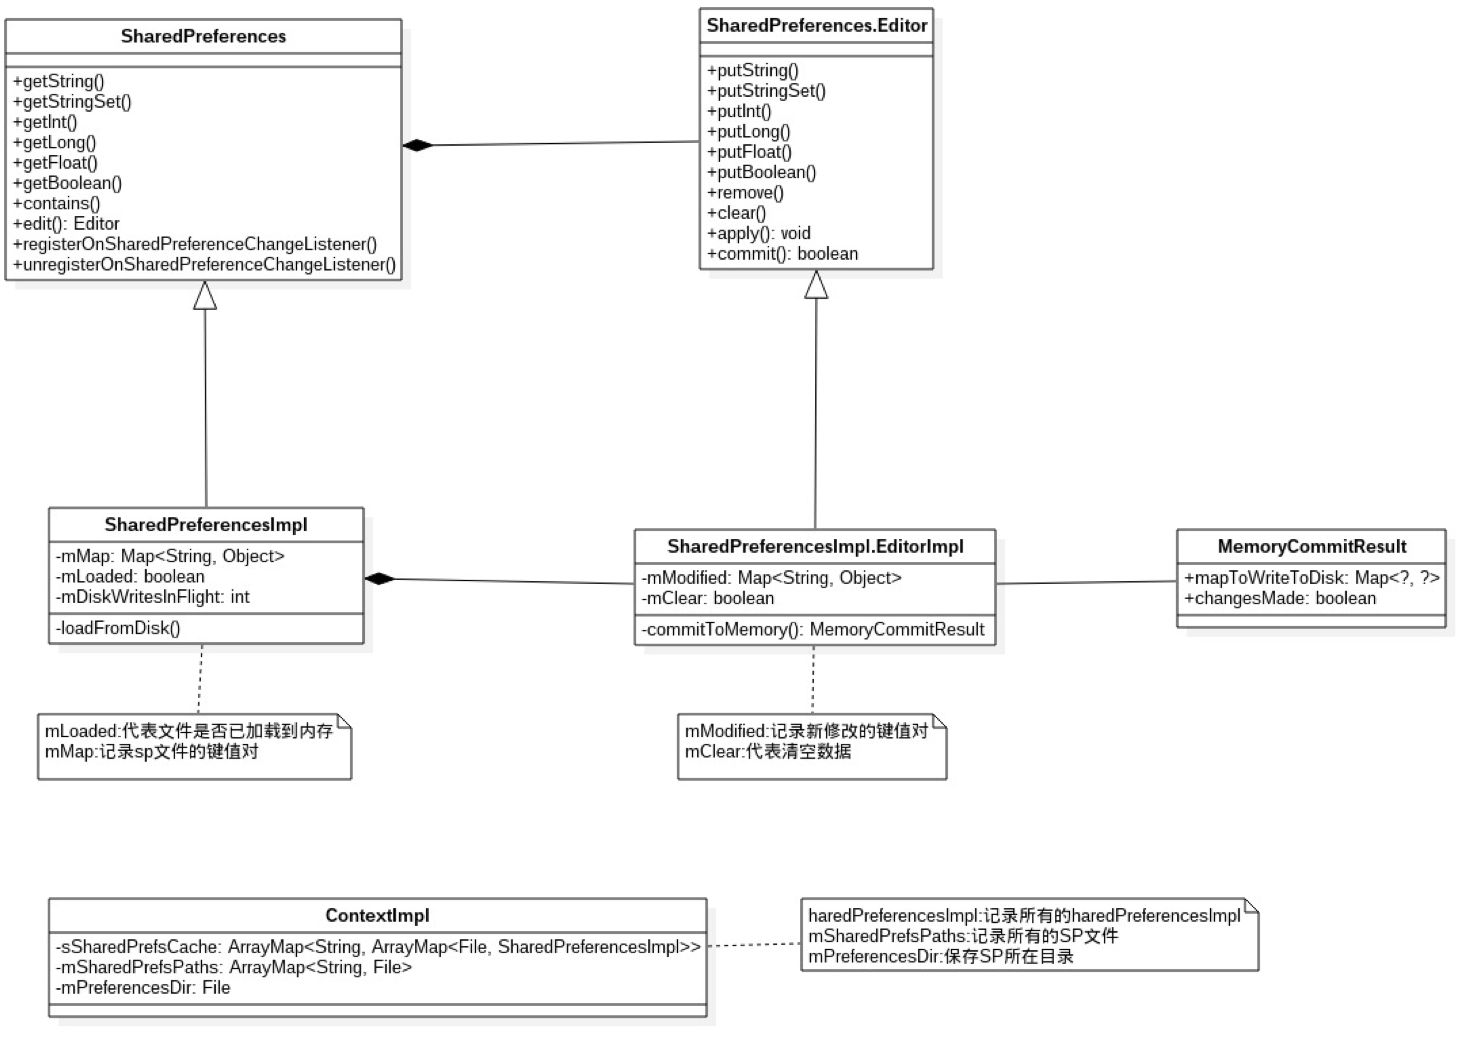 SharedPreferences
+getString()
+getStringSet()
+getInt()
+getLong()
+getFloat()
+getBoolean()
+contains()
+edit(): Editor
+registerOnSharedPreferenceChangeListener()
+unregisterOnSharedPreferenceChangeListener()
SharedPreferences.Editor
+putString()
+putStringSet()
+putInt()
+putLong()
+putFloat()
+putBoolean()
+remove()
+clear()
+apply(): void
+commit(): boolean
SharedPreferencesImpl
-mMap: Map<String, Object>
-mLoaded: boolean
-mDiskWritesInFlight: int
-loadFromDisk()
SharedPreferencesImpl.EditorImpl
-mModified: Map<String, Object>
-mClear: boolean
-commitToMemory(): MemoryCommitResult
MemoryCommitResult
+mapToWriteToDisk: Map<?, ?>
+changesMade: boolean
mLoaded:代表文件是否已加载到内存
mMap:记录sp文件的键值对
mModified:记录新修改的键值对
mClear:代表清空数据
ContextImpl
-sSharedPrefsCache: ArrayMap<String, ArrayMap<File, SharedPreferencesImpl>>
-mSharedPrefsPaths: ArrayMap<String, File>
-mPreferencesDir: File
haredPreferencesImpl:记录所有的haredPreferencesImpl
mSharedPrefsPaths:记录所有的SP文件
mPreferencesDir:保存SP所在目录